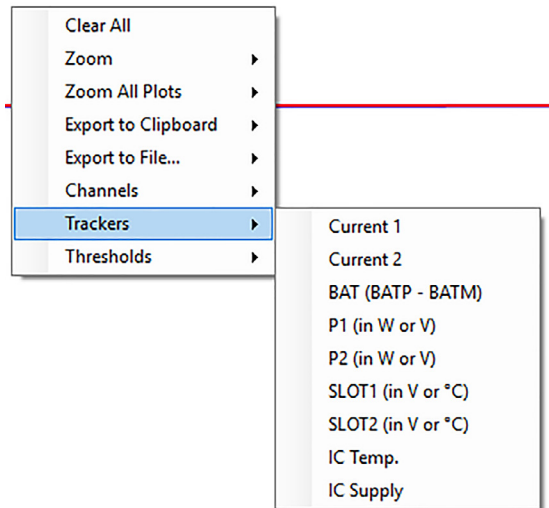 Clear All
Zoom
Zoom All Plots
Export to Clipboard
Export to File...
Channels
Trackers
Thresholds
Current 1
Current 2
BAT (BATP - BATM)
P1 (in W or V)
P2 (in W or V)
SLOT1 (in V or °C)
SLOT2 (in V or °C)
IC Temp.
IC Supply